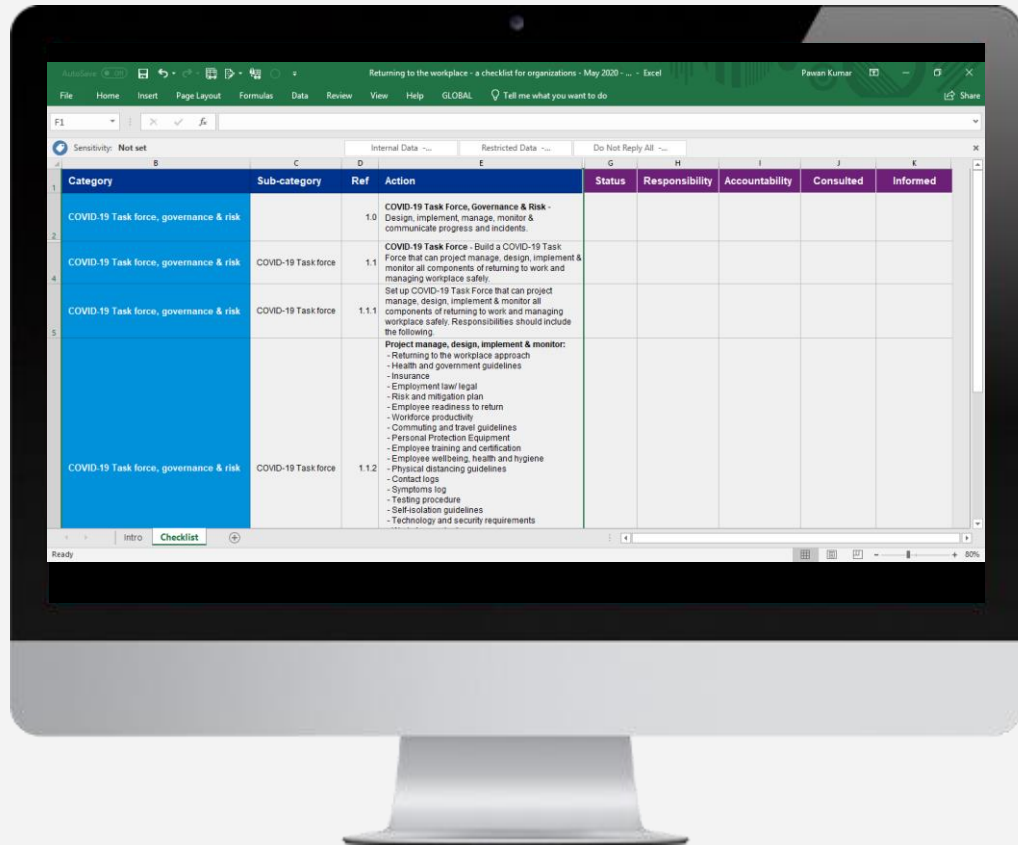 AutoSave Off
Returning to the workplace - a checklist for organizations - May 2020 - ... - Excel
Pawan Kumar
File Home Insert Page Layout Formulas Data Review View Help GLOBAL Tell me what you want to do
Share
F1
fx
Sensitivity: Not set
Internal Data -...
Restricted Data -...
Do Not Reply All -...
B C D E G H I J K
1 Category Sub-category Ref Action Status Responsibility Accountability Consulted Informed
2
COVID-19 Task force, governance & risk
1.0
COVID-19 Task Force, Governance & Risk -
Design, implement, manage, monitor &
communicate progress and incidents.
4
COVID-19 Task force, governance & risk
COVID-19 Task force
1.1
COVID-19 Task Force - Build a COVID-19 Task
Force that can project manage, design, implement &
monitor all components of returning to work and
managing workplace safely.
5
COVID-19 Task force, governance & risk
COVID-19 Task force
1.1.1
Set up COVID-19 Task Force that can project
manage, design, implement & monitor all
components of returning to work and managing
workplace safely. Responsibilities should include
the following.
COVID-19 Task force, governance & risk
COVID-19 Task force
1.1.2
Project manage, design, implement & monitor:
- Returning to the workplace approach
- Health and government guidelines
- Insurance
- Employment law/ legal
- Risk and mitigation plan
- Employee readiness to return
- Workforce productivity
- Commuting and travel guidelines
- Personal Protection Equipment
- Employee training and certification
- Employee wellbeing, health and hygiene
- Physical distancing guidelines
- Contact logs
- Symptoms log
- Testing procedure
- Self-isolation guidelines
- Technology and security requirements
Intro Checklist
Ready
80%